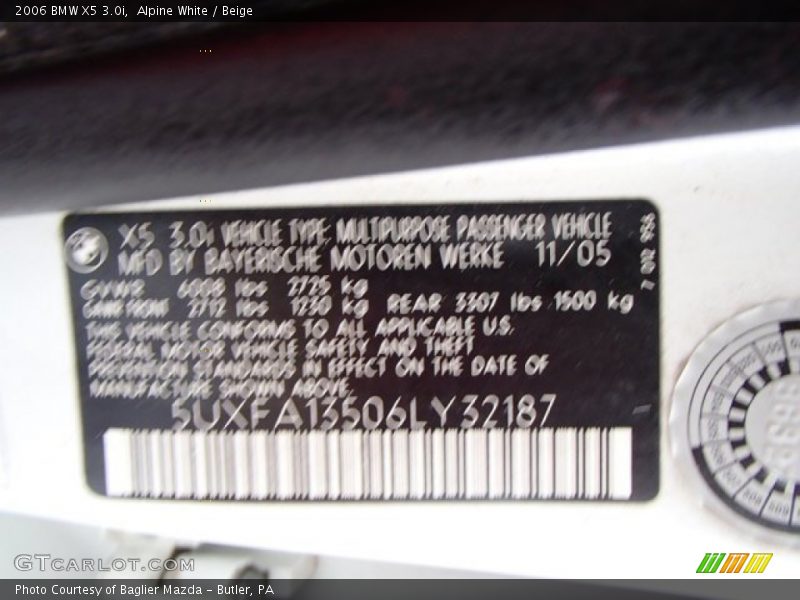 2006 BMW X5 3.0i,  Alpine White / Beige
X5 3.0i VEHICLE TYPE: MULTIPURPOSE PASSENGER VEHICLE
MFD BY BAYERISCHE MOTOREN WERKE 11/05
GVWR 6008 lbs 2725 kg
GAWR FRONT 2712 lbs 1230 kg REAR 3307 lbs 1500 kg
THIS VEHICLE CONFORMS TO ALL APPLICABLE U.S.
FEDERAL MOTOR VEHICLE SAFETY AND THEFT
PREVENTION STANDARDS IN EFFECT ON THE DATE OF
MANUFACTURE SHOWN ABOVE.
5UXFA13506LY32187
7 012 958
GTCARLOT.COM
Photo Courtesy of Baglier Mazda - Butler, PA